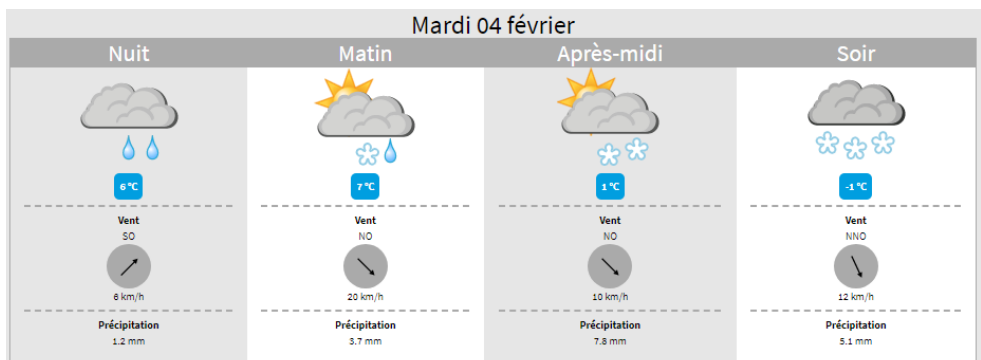 Mardi 04 février
Nuit Matin Après-midi Soir
6 °C 7 °C 1 °C -1 °C
Vent Vent Vent Vent
SO NO NO NNO
6 km/h 20 km/h 10 km/h 12 km/h
Précipitation Précipitation Précipitation Précipitation
1.2 mm 3.7 mm 7.8 mm 5.1 mm